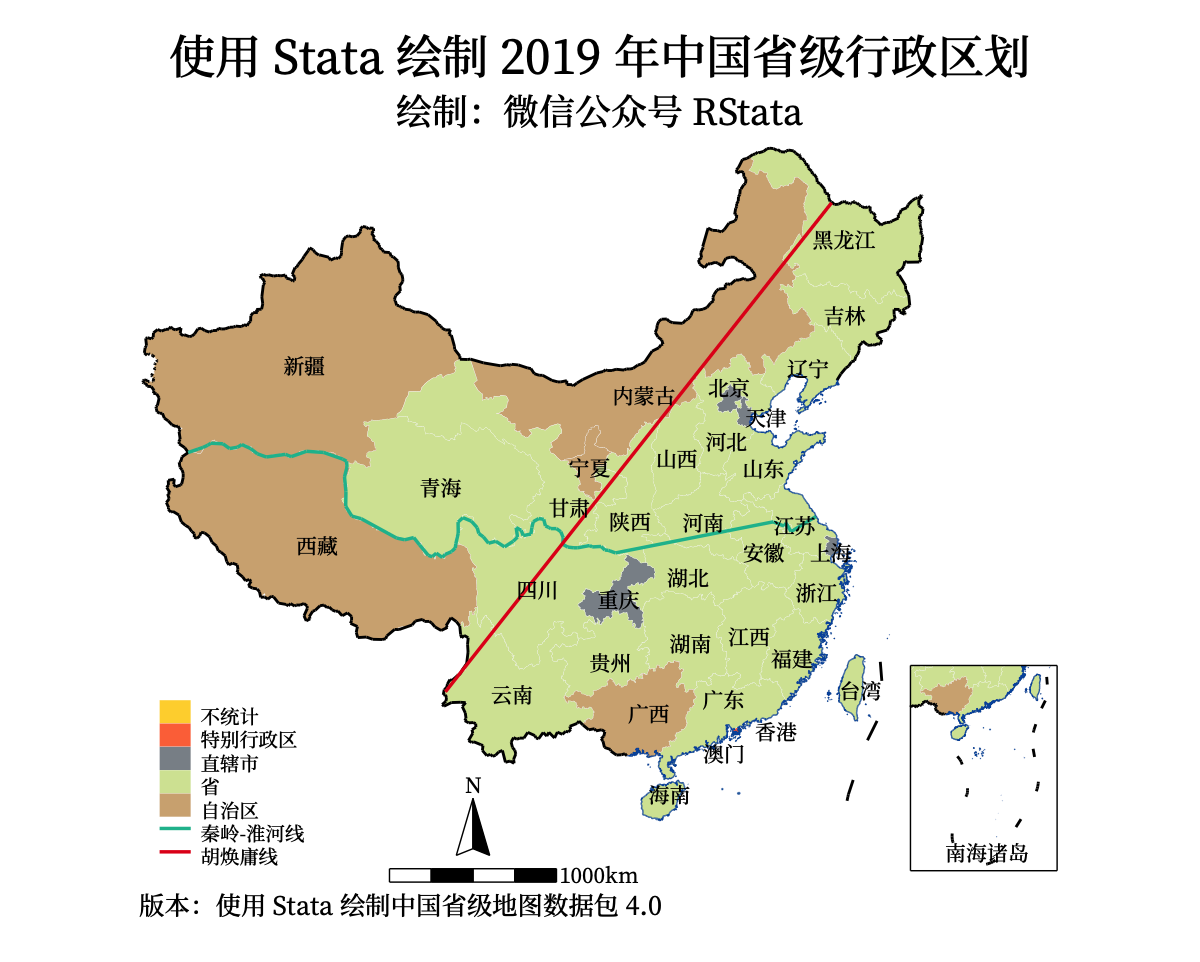 使用 Stata 绘制 2019 年中国省级行政区划
绘制：微信公众号 RStata
黑龙江
吉林
辽宁
新疆
内蒙古
北京
天津
河北
山西
山东
宁夏
青海
甘肃
陕西
河南
江苏
西藏
安徽
上海
四川
湖北
重庆
浙江
湖南
江西
贵州
福建
云南
广西
广东
台湾
香港
澳门
海南
南海诸岛
不统计
特别行政区
直辖市
省
自治区
秦岭-淮河线
胡焕庸线
N
1000km
版本：使用 Stata 绘制中国省级地图数据包 4.0